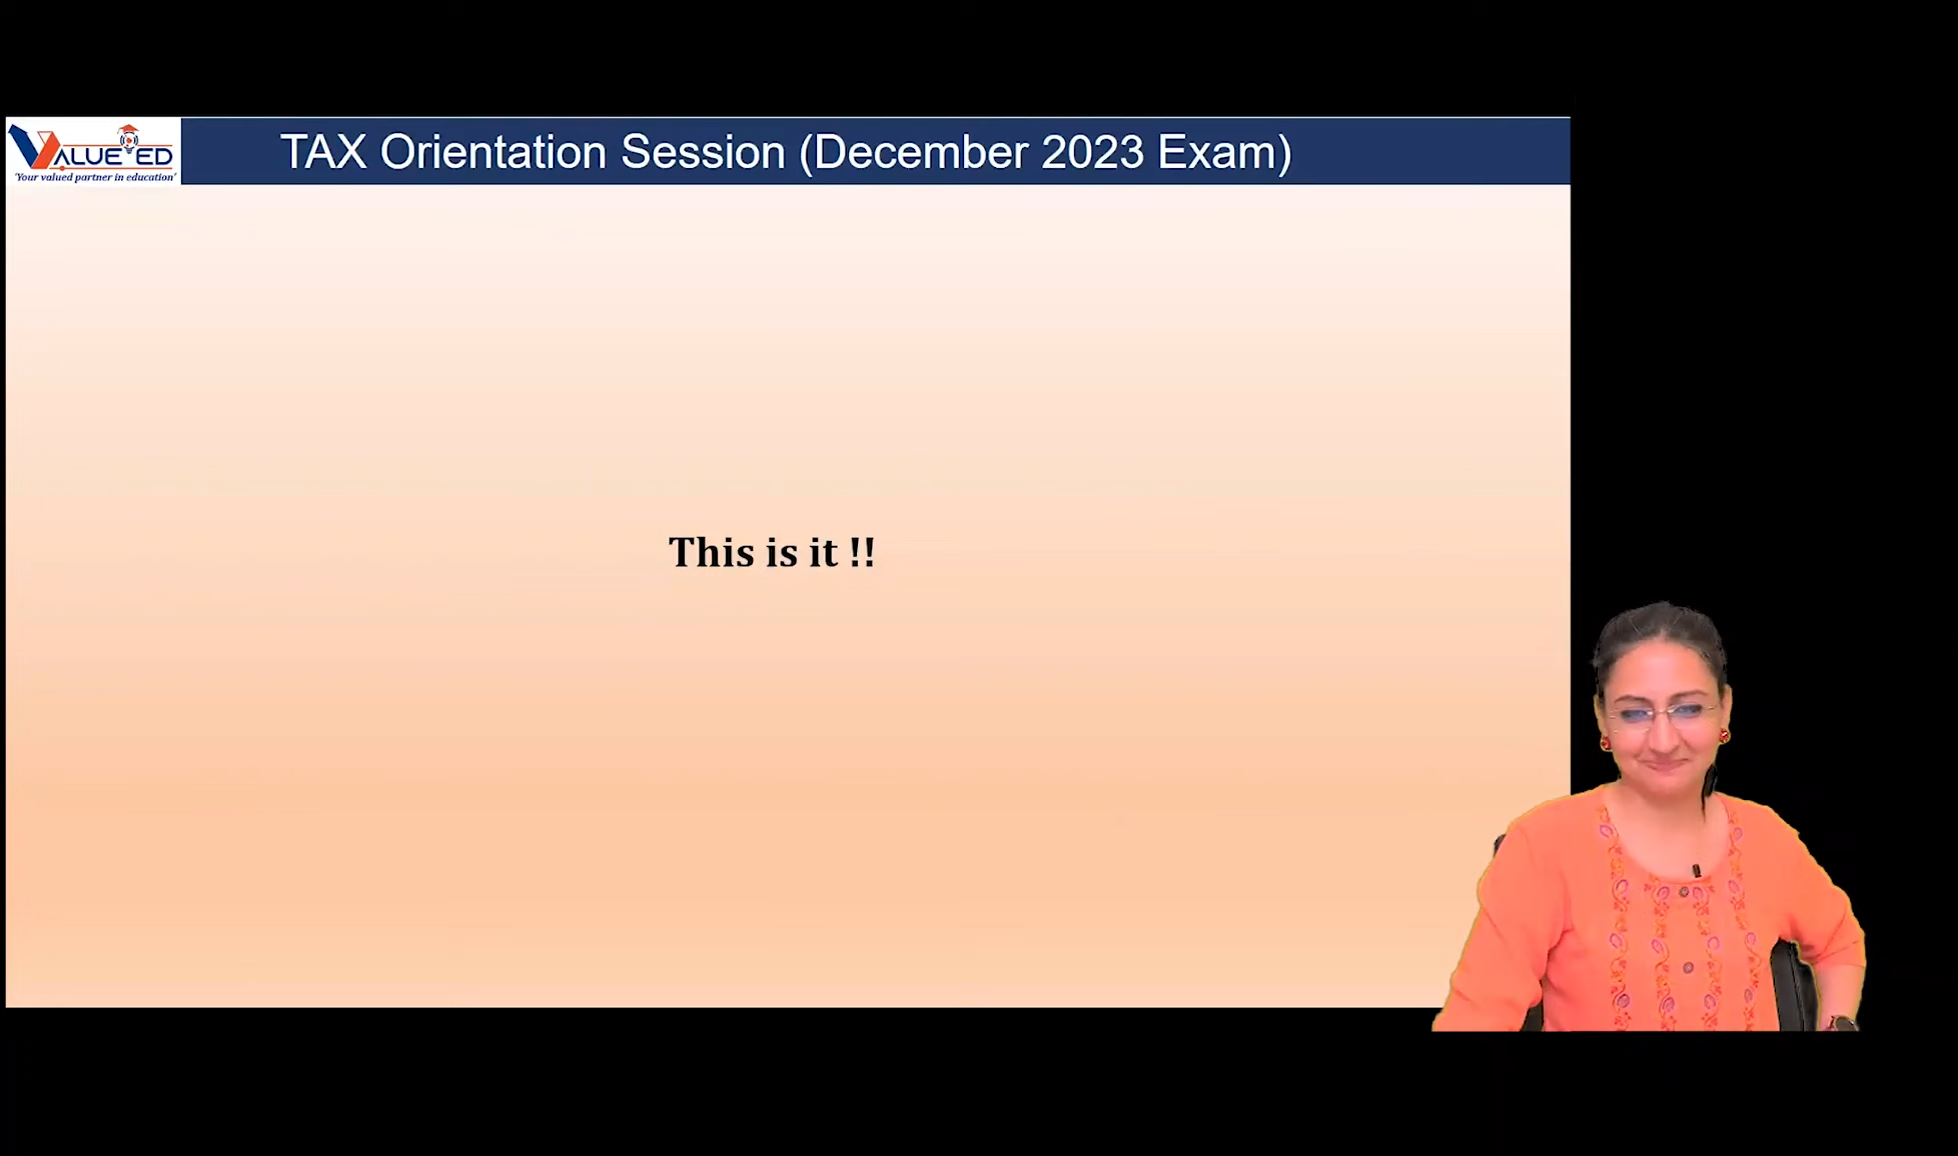 VALUE ED
'Your valued partner in education'
TAX Orientation Session (December 2023 Exam)
This is it !!